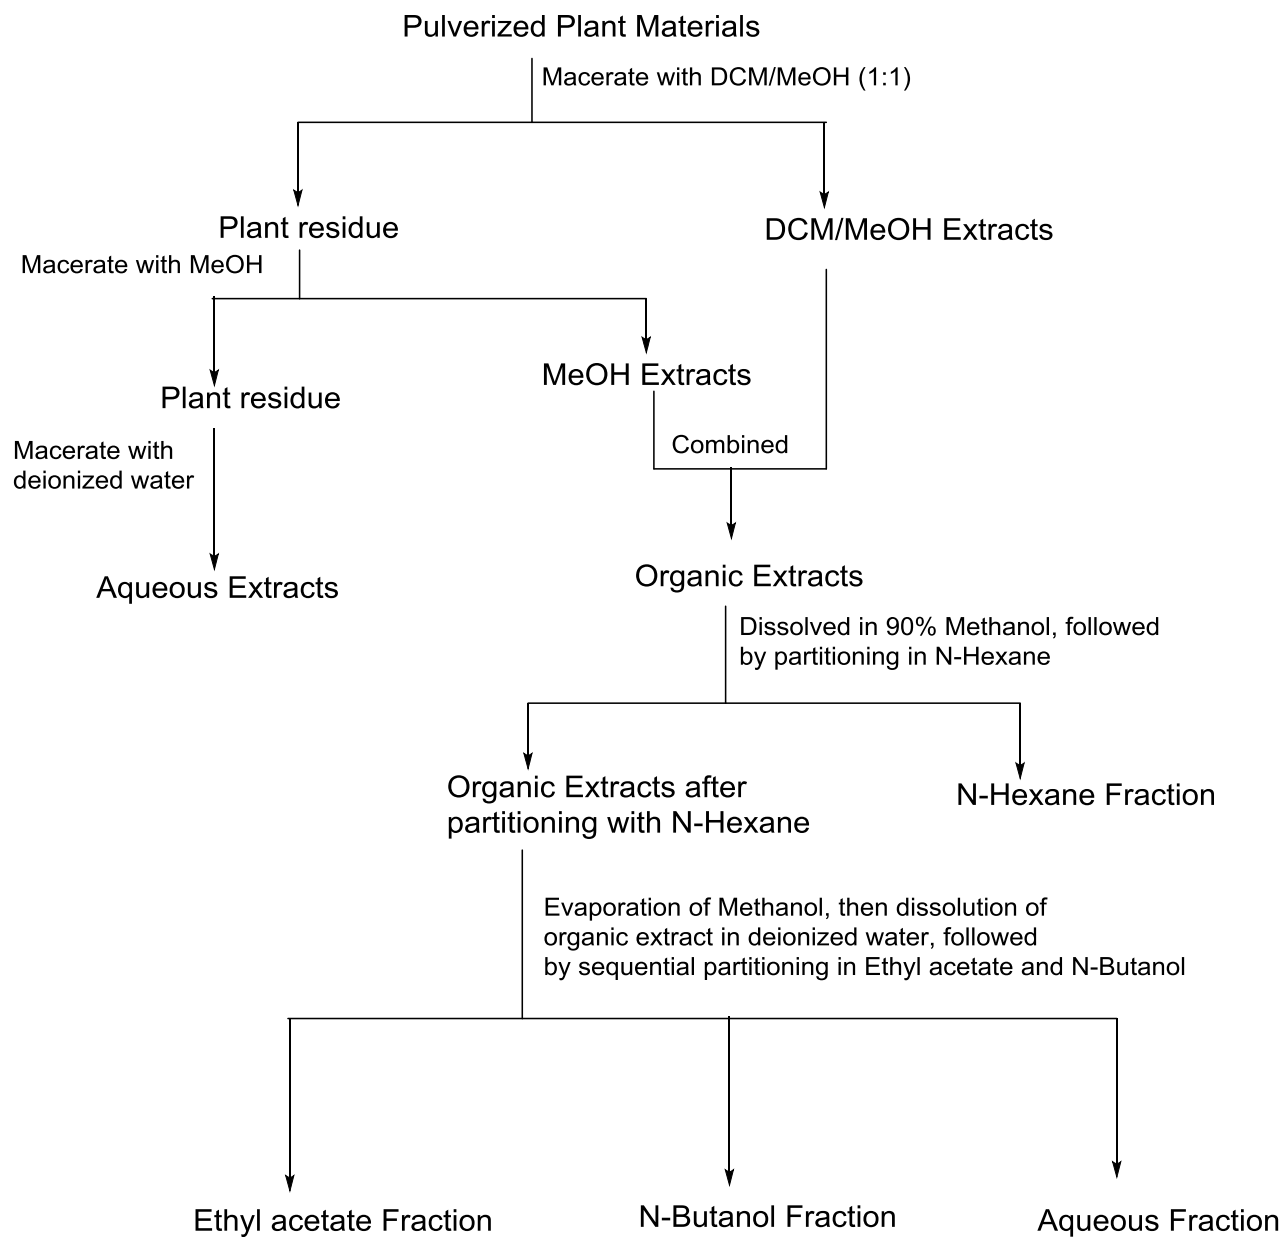 Pulverized Plant Materials
Macerate with DCM/MeOH (1:1)
Plant residue
DCM/MeOH Extracts
Macerate with MeOH
MeOH Extracts
Plant residue
Combined
Macerate with
deionized water
Organic Extracts
Aqueous Extracts
Dissolved in 90% Methanol, followed
by partitioning in N-Hexane
Organic Extracts after
partitioning with N-Hexane
N-Hexane Fraction
Evaporation of Methanol, then dissolution of
organic extract in deionized water, followed
by sequential partitioning in Ethyl acetate and N-Butanol
Ethyl acetate Fraction
N-Butanol Fraction
Aqueous Fraction